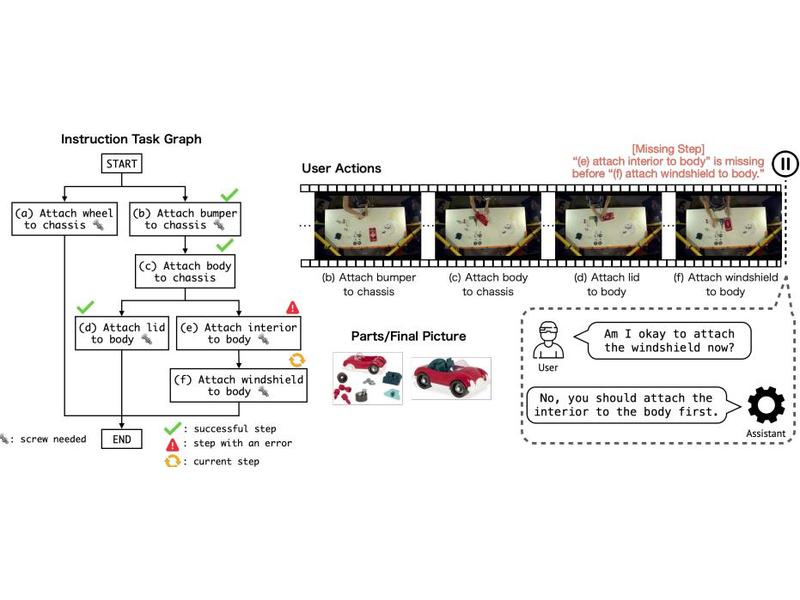 Instruction Task Graph
START
(a) Attach wheel
to chassis
(b) Attach bumper
to chassis
(c) Attach body
to chassis
(d) Attach lid
to body
(e) Attach interior
to body
(f) Attach windshield
to body
END
: screw needed
: successful step
: step with an error
: current step
User Actions
[Missing Step]
“(e) attach interior to body” is missing
before “(f) attach windshield to body.”
(b) Attach bumper
to chassis
(c) Attach body
to chassis
(d) Attach lid
to body
(f) Attach windshield
to body
Parts/Final Picture
User
Am I okay to attach
the windshield now?
No, you should attach the
interior to the body first.
Assistant